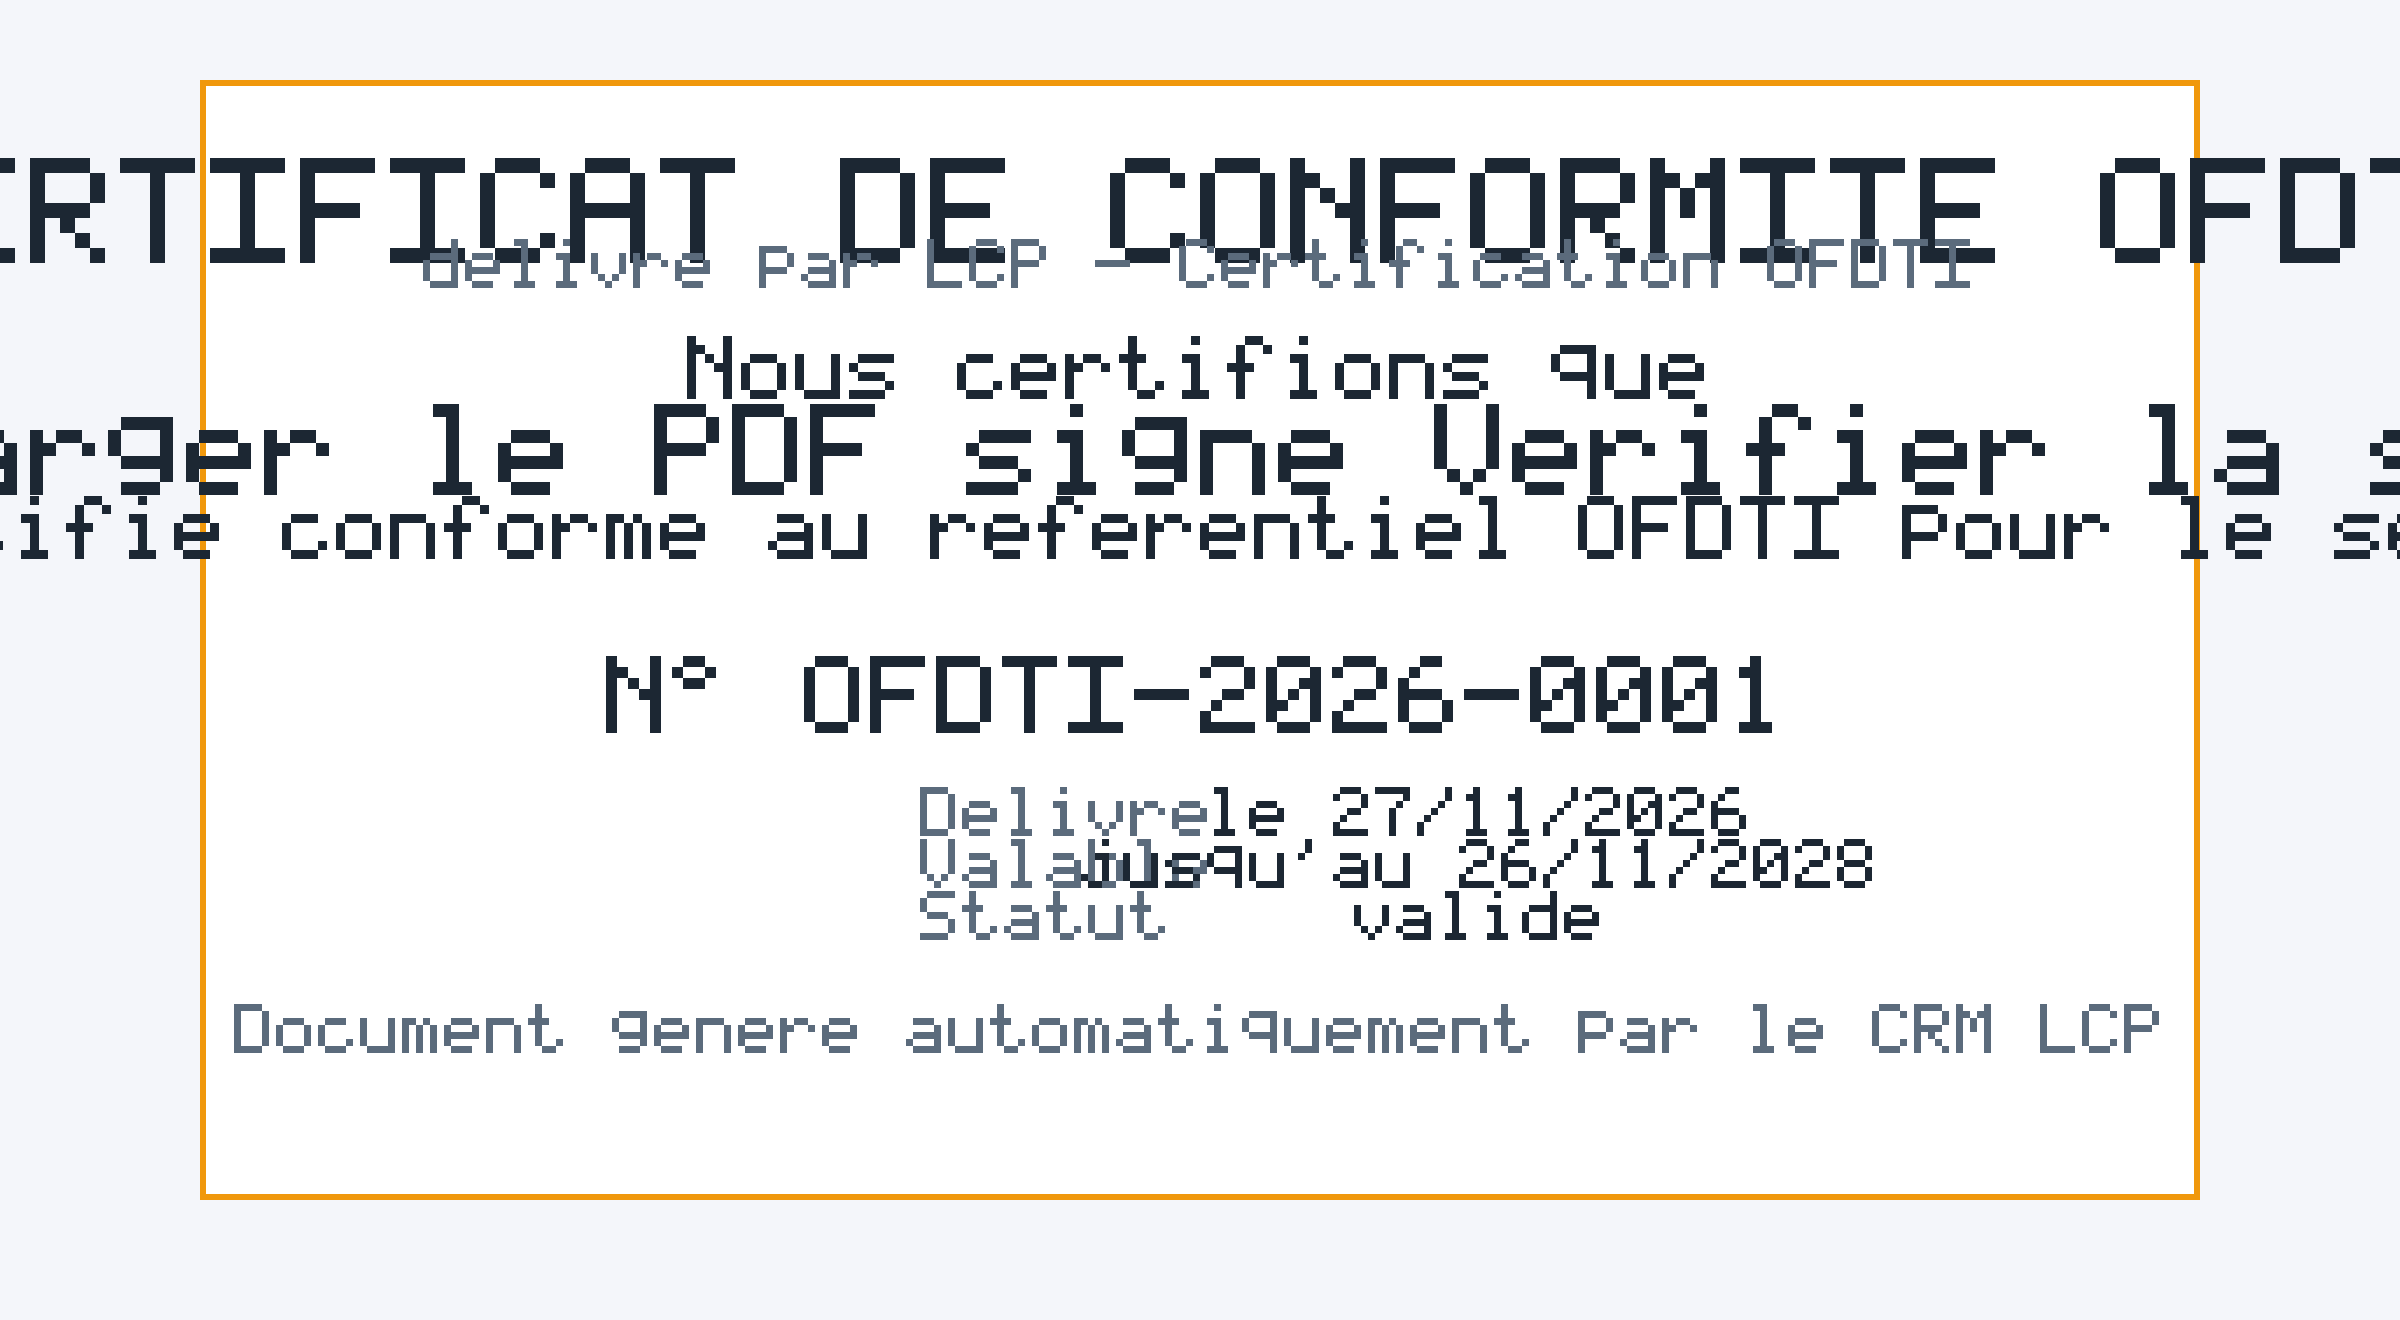 CERTIFICAT DE CONFORMITE OFDT
delivre par LCP - Certification OFDTI
Nous certifions que
arger le PDF signe Verifier la s
ifie conforme au referentiel OFDTI pour le se
N° OFDTI-2026-0001
Delivre le 27/11/2026
Valable jusqu'au 26/11/2028
Statut valide
Document genere automatiquement par le CRM LCP